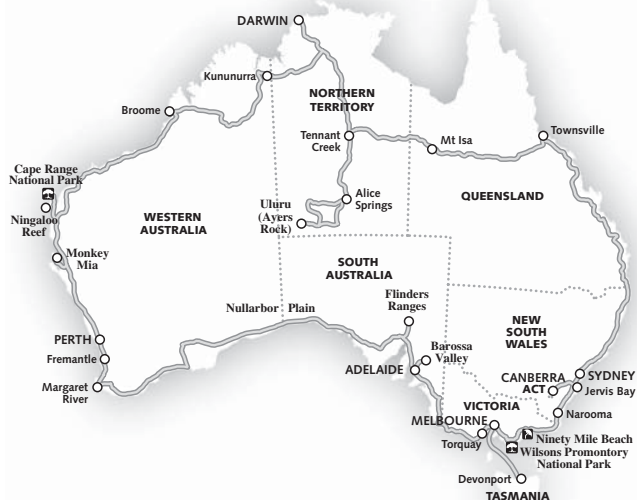 DARWIN
Kununurra
NORTHERN
TERRITORY
Broome
Tennant
Creek
Mt Isa
Townsville
Cape Range
National Park
Ningaloo
Reef
WESTERN
AUSTRALIA
Uluru
(Ayers
Rock)
Alice
Springs
QUEENSLAND
Monkey
Mia
SOUTH
AUSTRALIA
Flinders
Ranges
Nullarbor Plain
NEW
SOUTH
WALES
PERTH
Fremantle
Barossa
Valley
ADELAIDE
Margaret
River
CANBERRA
ACT
SYDNEY
Jervis Bay
VICTORIA
Narooma
MELBOURNE
Torquay
Ninety Mile Beach
Wilsons Promontory
National Park
Devonport
TASMANIA